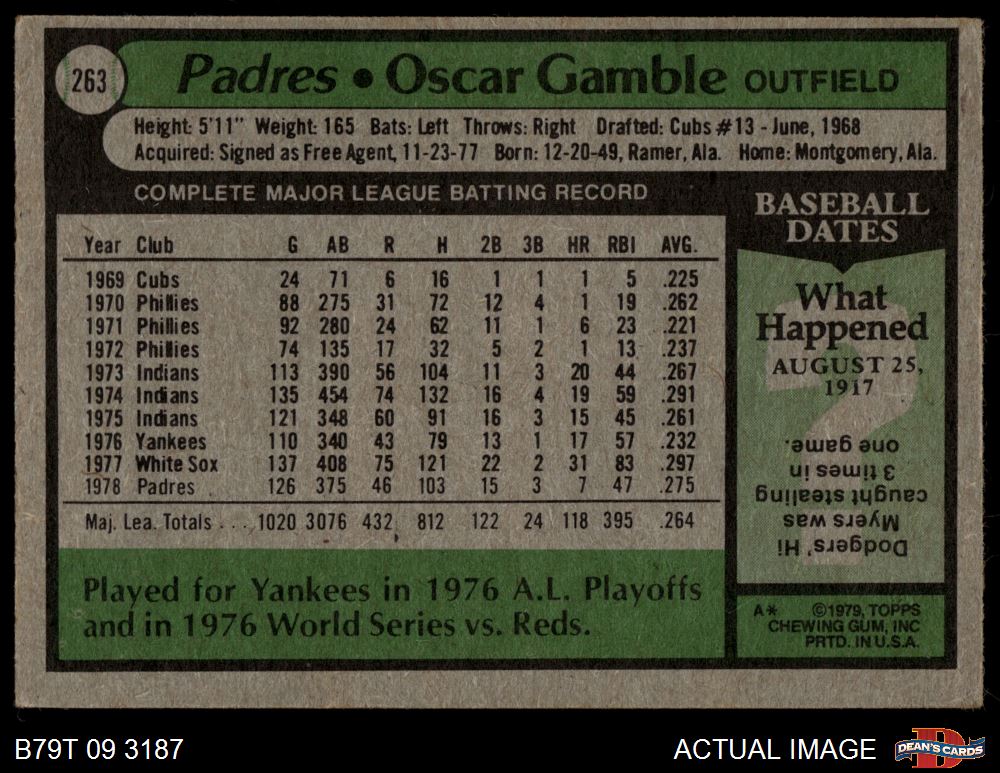 263
Padres • Oscar Gamble OUTFIELD
Height: 5'11" Weight: 165 Bats: Left Throws: Right Drafted: Cubs #13 - June, 1968
Acquired: Signed as Free Agent, 11-23-77 Born: 12-20-49, Ramer, Ala. Home: Montgomery, Ala.
COMPLETE MAJOR LEAGUE BATTING RECORD
Year Club G AB R H 2B 3B HR RBI AVG.
1969 Cubs 24 71 6 16 1 1 1 5 .225
1970 Phillies 88 275 31 72 12 4 1 19 .262
1971 Phillies 92 280 24 62 11 1 6 23 .221
1972 Phillies 74 135 17 32 5 2 1 13 .237
1973 Indians 113 390 56 104 11 3 20 44 .267
1974 Indians 135 454 74 132 16 4 19 59 .291
1975 Indians 121 348 60 91 16 3 15 45 .261
1976 Yankees 110 340 43 79 13 1 17 57 .232
1977 White Sox 137 408 75 121 22 2 31 83 .297
1978 Padres 126 375 46 103 15 3 7 47 .275
Maj. Lea. Totals . . . 1020 3076 432 812 122 24 118 395 .264
Played for Yankees in 1976 A.L. Playoffs
and in 1976 World Series vs. Reds.
BASEBALL
DATES
What
Happened
AUGUST 25,
1917
?
Dodgers' Hi
Myers was
caught stealing
3 times in
one game.
A* ©1979, TOPPS
CHEWING GUM, INC
PRTD. IN U.S.A.
B79T 09 3187
ACTUAL IMAGE
D
DEAN'S CARDS